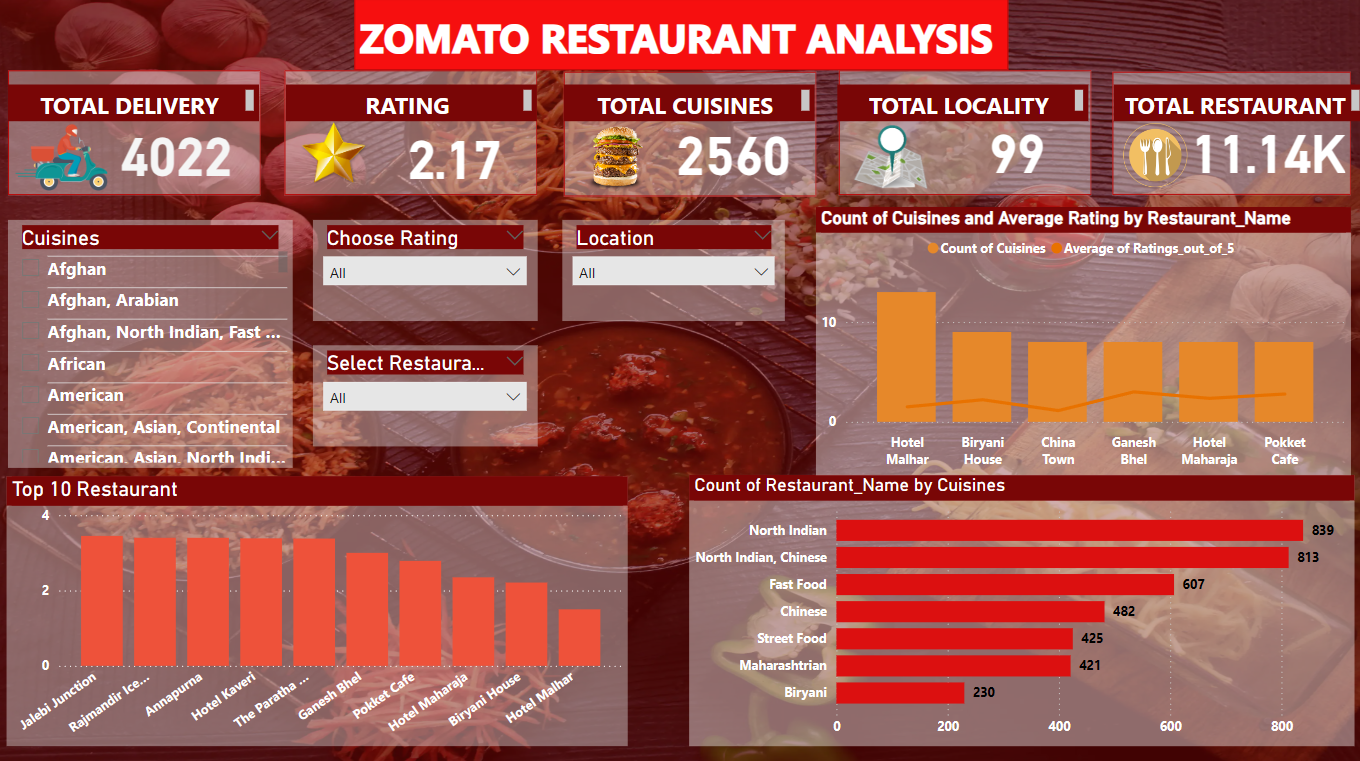 ZOMATO RESTAURANT ANALYSIS
TOTAL DELIVERY
4022
RATING
2.17
TOTAL CUISINES
2560
TOTAL LOCALITY
99
TOTAL RESTAURANT
11.14K
Cuisines
Afghan
Afghan, Arabian
Afghan, North Indian, Fast ...
African
American
American, Asian, Continental
American, Asian, North Indi...
Choose Rating
All
Location
All
Select Restaura...
All
Count of Cuisines and Average Rating by Restaurant_Name
Count of Cuisines Average of Ratings_out_of_5
10
0
Hotel Malhar
Biryani House
China Town
Ganesh Bhel
Hotel Maharaja
Pokket Cafe
Top 10 Restaurant
4
2
0
Jalebi Junction
Rajmandir Ice...
Annapurna
Hotel Kaveri
The Paratha ...
Ganesh Bhel
Pokket Cafe
Hotel Maharaja
Biryani House
Hotel Malhar
Count of Restaurant_Name by Cuisines
North Indian 839
North Indian, Chinese 813
Fast Food 607
Chinese 482
Street Food 425
Maharashtrian 421
Biryani 230
0 200 400 600 800